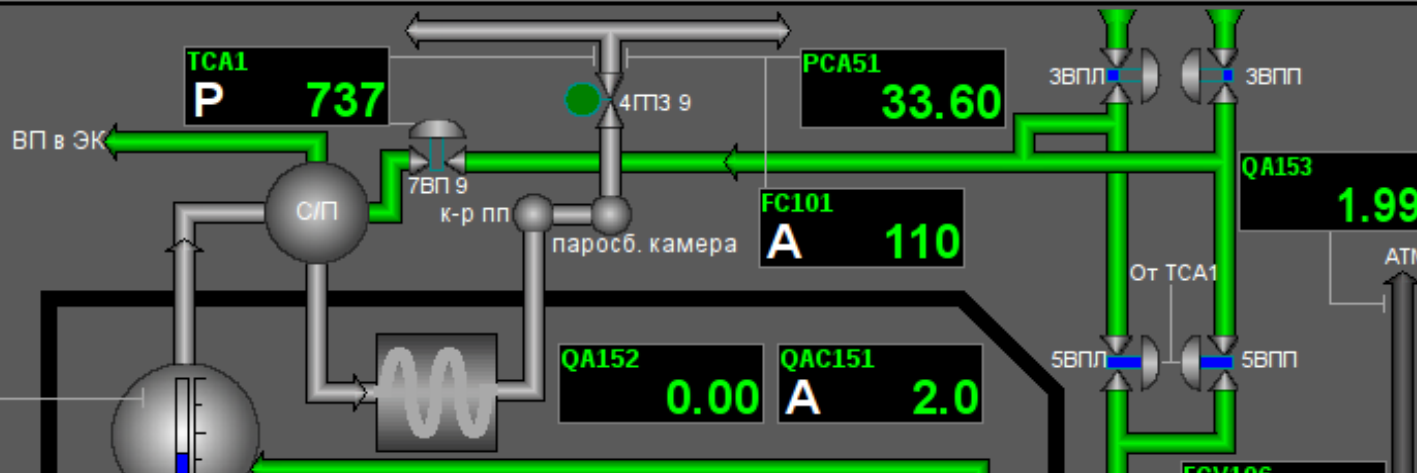 TCA1
P 737
PCA51
33.60
3ВПЛ
3ВПП
4ГПЗ 9
ВП в ЭК
7ВП 9
QA153
1.99
С/П
к-р пп
FC101
A 110
паросб. камера
От TCA1
АТМ
QA152
0.00
QAC151
A 2.0
5ВПЛ
5ВПП